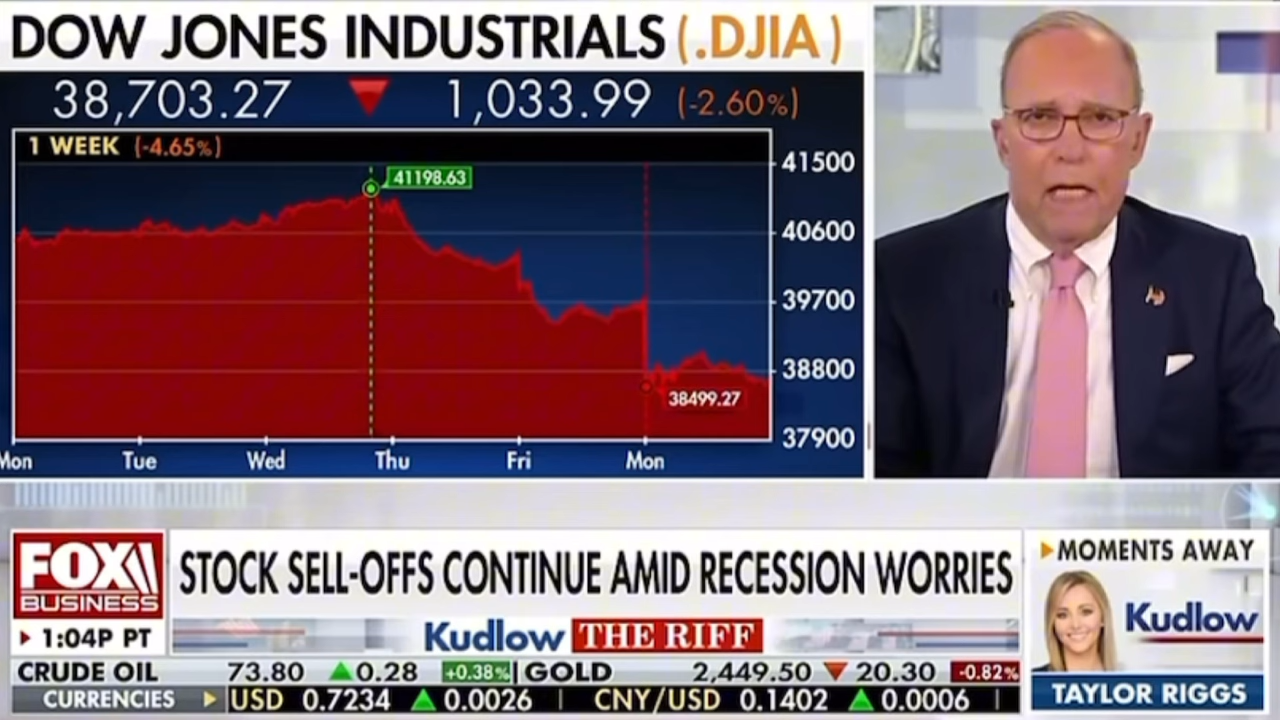 DOW JONES INDUSTRIALS (.DJIA)
38,703.27 ▼ 1,033.99 (-2.60%)
1 WEEK (-4.65%)
41198.63
38499.27
41500
40600
39700
38800
37900
Mon Tue Wed Thu Fri Mon
FOX BUSINESS
1:04P PT
STOCK SELL-OFFS CONTINUE AMID RECESSION WORRIES
Kudlow THE RIFF
MOMENTS AWAY
Kudlow
TAYLOR RIGGS
CRUDE OIL 73.80 ▲ 0.28 +0.38% GOLD 2,449.50 ▼ 20.30 -0.82%
CURRENCIES USD 0.7234 ▲ 0.0026 CNY/USD 0.1402 ▲ 0.0006